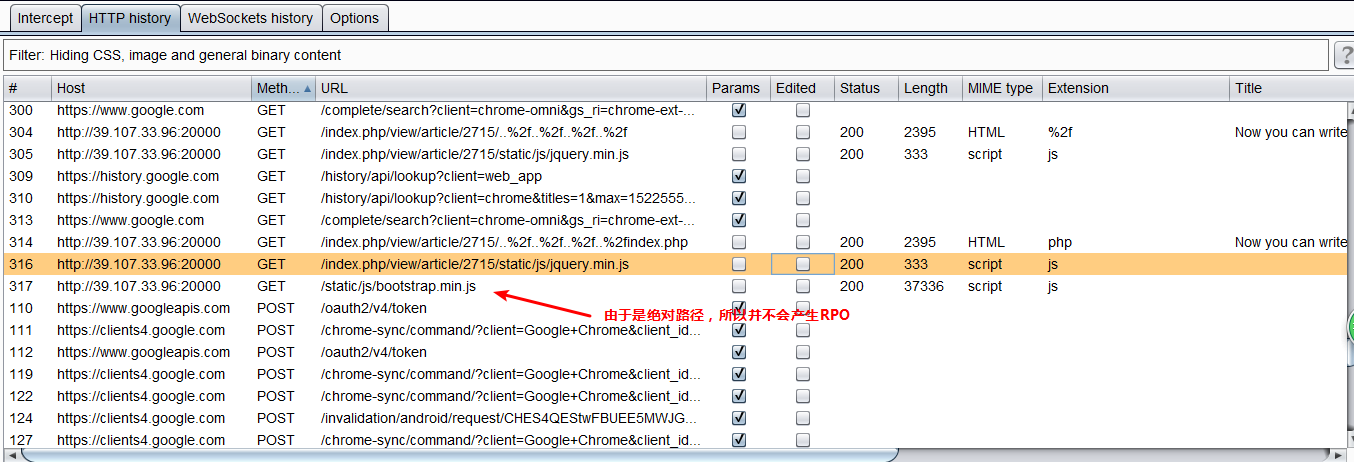 Intercept HTTP history WebSockets history Options
Filter: Hiding CSS, image and general binary content ?
# Host Meth... URL Params Edited Status Length MIME type Extension Title
300 https://www.google.com GET /complete/search?client=chrome-omni&gs_ri=chrome-ext-...
304 http://39.107.33.96:20000 GET /index.php/view/article/2715/..%2f..%2f..%2f..%2f 200 2395 HTML %2f Now you can write
305 http://39.107.33.96:20000 GET /index.php/view/article/2715/static/js/jquery.min.js 200 333 script js
309 https://history.google.com GET /history/api/lookup?client=web_app
310 https://history.google.com GET /history/api/lookup?client=chrome&titles=1&max=1522555...
313 https://www.google.com GET /complete/search?client=chrome-omni&gs_ri=chrome-ext-...
314 http://39.107.33.96:20000 GET /index.php/view/article/2715/..%2f..%2f..%2f..%2findex.php 200 2395 HTML php Now you can write
316 http://39.107.33.96:20000 GET /index.php/view/article/2715/static/js/jquery.min.js 200 333 script js
317 http://39.107.33.96:20000 GET /static/js/bootstrap.min.js 200 37336 script js
110 https://www.googleapis.com POST /oauth2/v4/token
由于是绝对路径，所以并不会产生RPO
111 https://clients4.google.com POST /chrome-sync/command/?client=Google+Chrome&client_id...
112 https://www.googleapis.com POST /oauth2/v4/token
119 https://clients4.google.com POST /chrome-sync/command/?client=Google+Chrome&client_id...
122 https://clients4.google.com POST /chrome-sync/command/?client=Google+Chrome&client_id...
124 https://clients4.google.com POST /invalidation/android/request/CHES4QEStwFBUEE5MWJG...
127 https://clients4.google.com POST /chrome-sync/command/?client=Google+Chrome&client_id...